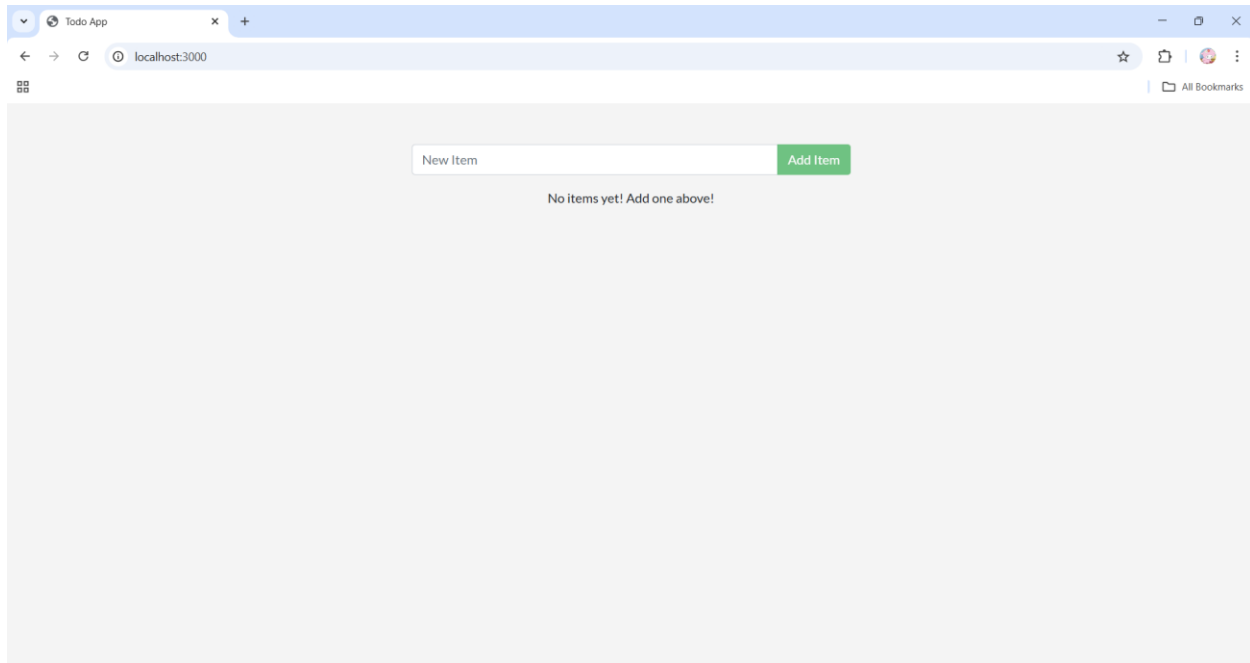 Todo App
localhost:3000
All Bookmarks
New Item Add Item
No items yet! Add one above!